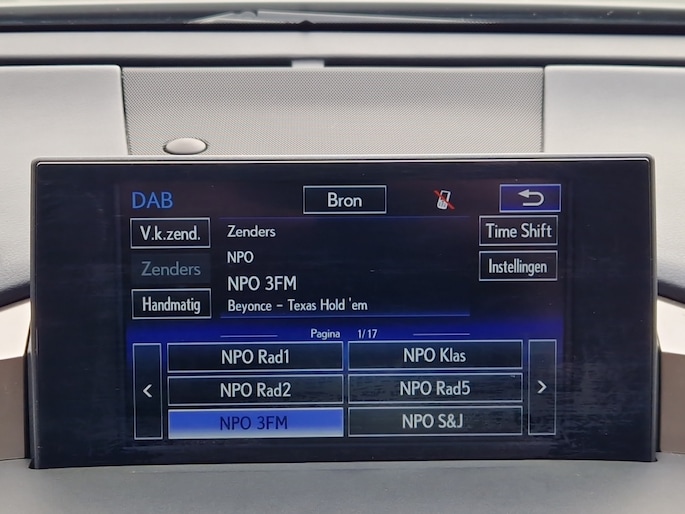 DAB
Bron
V.k.zend.
Zenders
Handmatig
Zenders
NPO
NPO 3FM
Beyonce - Texas Hold 'em
Time Shift
Instellingen
Pagina 1/17
NPO Rad1
NPO Klas
NPO Rad2
NPO Rad5
NPO 3FM
NPO S&J